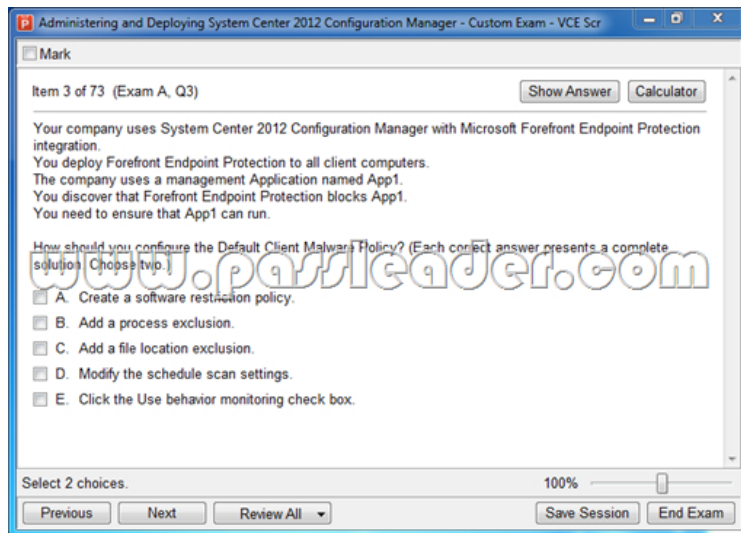 Administering and Deploying System Center 2012 Configuration Manager - Custom Exam - VCE Scr
Mark
Item 3 of 73 (Exam A, Q3)
Show Answer
Calculator
Your company uses System Center 2012 Configuration Manager with Microsoft Forefront Endpoint Protection
integration.
You deploy Forefront Endpoint Protection to all client computers.
The company uses a management Application named App1.
You discover that Forefront Endpoint Protection blocks App1.
You need to ensure that App1 can run.
How should you configure the Default Client Malware Policy? (Each correct answer presents a complete
solution. Choose two.)
www.passleader.com
A. Create a software restriction policy.
B. Add a process exclusion.
C. Add a file location exclusion.
D. Modify the schedule scan settings.
E. Click the Use behavior monitoring check box.
Select 2 choices.
100%
Previous
Next
Review All
Save Session
End Exam